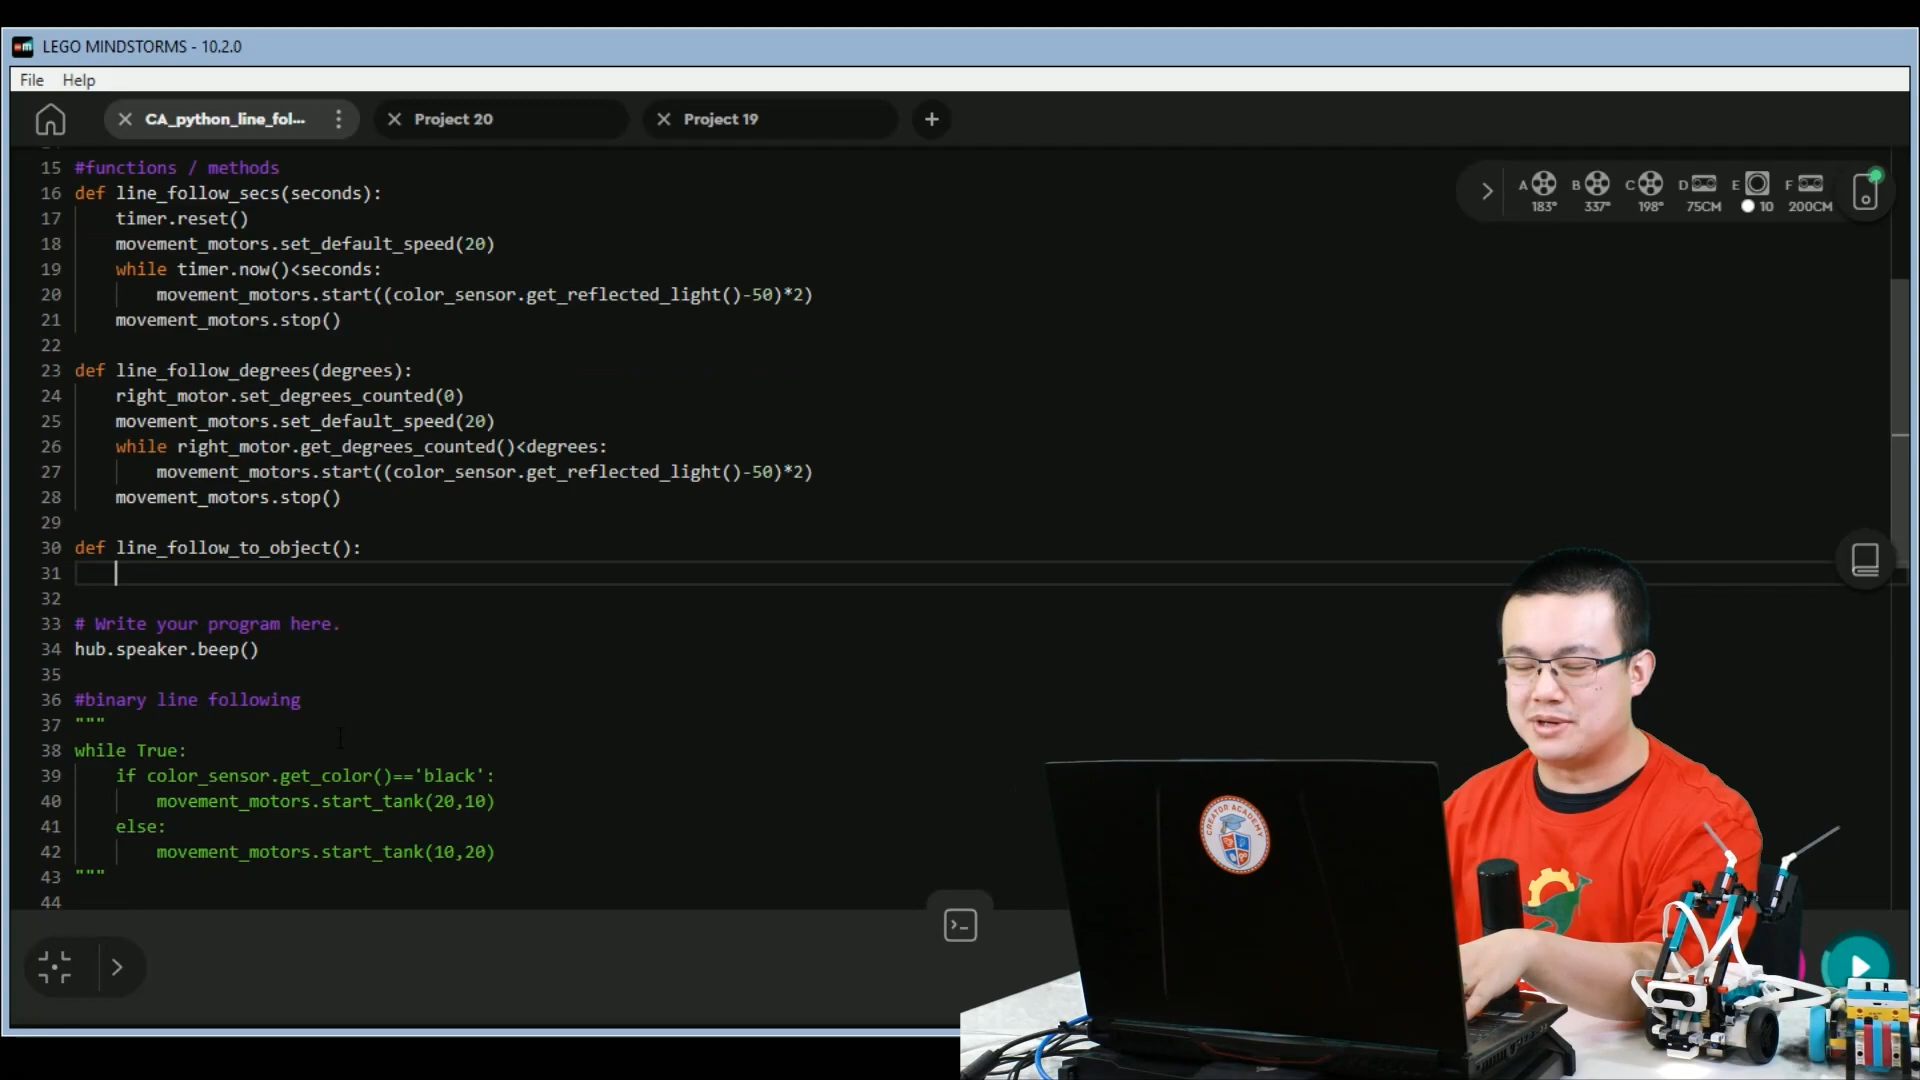 LEGO MINDSTORMS - 10.2.0
File Help
CA_python_line_fol...
Project 20
Project 19
15 #functions / methods
16 def line_follow_secs(seconds):
17 timer.reset()
18 movement_motors.set_default_speed(20)
19 while timer.now()<seconds:
20 movement_motors.start((color_sensor.get_reflected_light()-50)*2)
21 movement_motors.stop()
22
23 def line_follow_degrees(degrees):
24 right_motor.set_degrees_counted(0)
25 movement_motors.set_default_speed(20)
26 while right_motor.get_degrees_counted()<degrees:
27 movement_motors.start((color_sensor.get_reflected_light()-50)*2)
28 movement_motors.stop()
29
30 def line_follow_to_object():
31
32
33 # Write your program here.
34 hub.speaker.beep()
35
36 #binary line following
37 """
38 while True:
39 if color_sensor.get_color()=='black':
40 movement_motors.start_tank(20,10)
41 else:
42 movement_motors.start_tank(10,20)
43 """
44
A B C D E F
183° 337° 198° 75CM 10 200CM
CREATOR ACADEMY